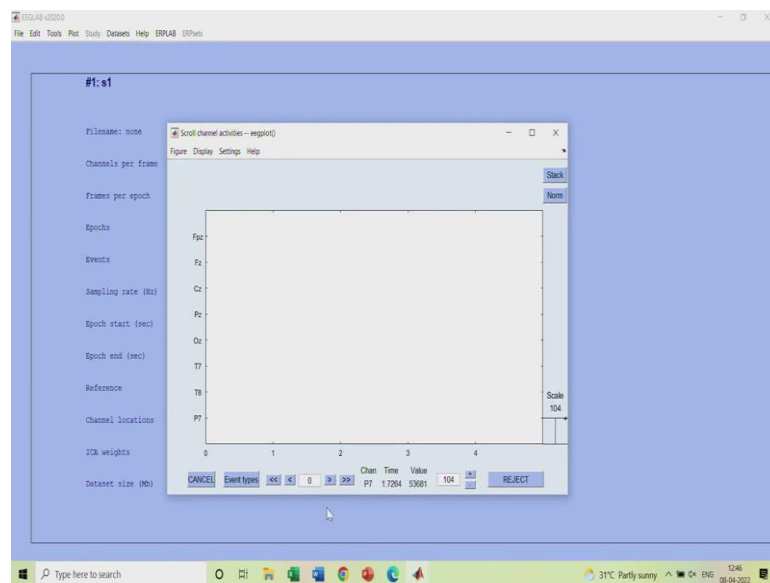 EEGLAB v2020.0
File Edit Tools Plot Study Datasets Help ERPLAB ERPsets
#1: s1
Filename: none
Channels per frame
Frames per epoch
Epochs
Events
Sampling rate (Hz)
Epoch start (sec)
Epoch end (sec)
Reference
Channel locations
ICA weights
Dataset size (Mb)
Scroll channel activities -- eegplot()
Figure Display Settings Help
Stack
Norm
Fpz
Fz
Cz
Pz
Oz
T7
T8
P7
Scale
104
0 1 2 3 4
Chan Time Value
CANCEL Event types << < 0 > >> P7 1.7264 53681 104 + - REJECT
Type here to search
31°C Partly sunny ENG
12:46
08-04-2022